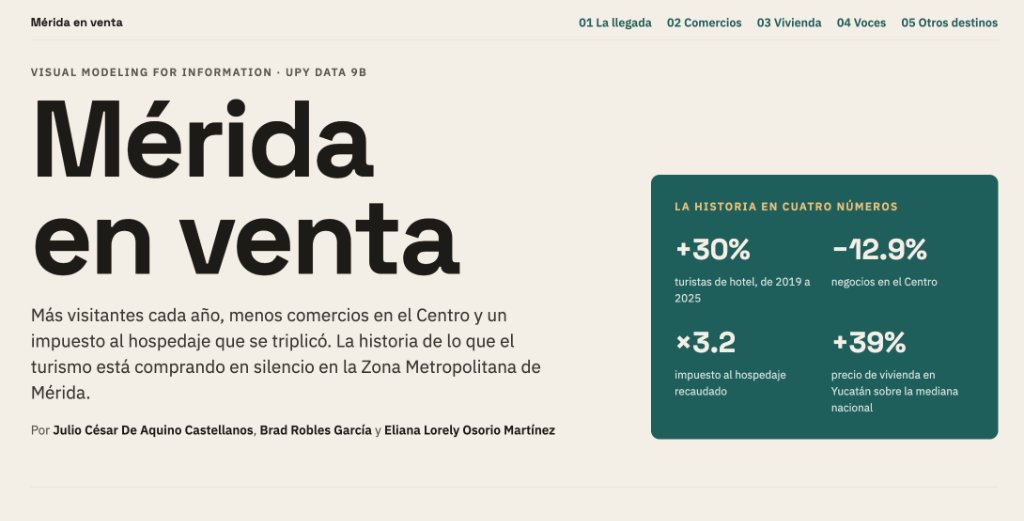 Mérida en venta
01 La llegada 02 Comercios 03 Vivienda 04 Voces 05 Otros destinos
VISUAL MODELING FOR INFORMATION · UPY DATA 9B
Mérida
en venta
Más visitantes cada año, menos comercios en el Centro y un
impuesto al hospedaje que se triplicó. La historia de lo que el
turismo está comprando en silencio en la Zona Metropolitana de
Mérida.
Por Julio César De Aquino Castellanos, Brad Robles García y Eliana Lorely Osorio Martínez
LA HISTORIA EN CUATRO NÚMEROS
+30%
turistas de hotel, de 2019 a
2025
−12.9%
negocios en el Centro
×3.2
impuesto al hospedaje
recaudado
+39%
precio de vivienda en
Yucatán sobre la mediana
nacional